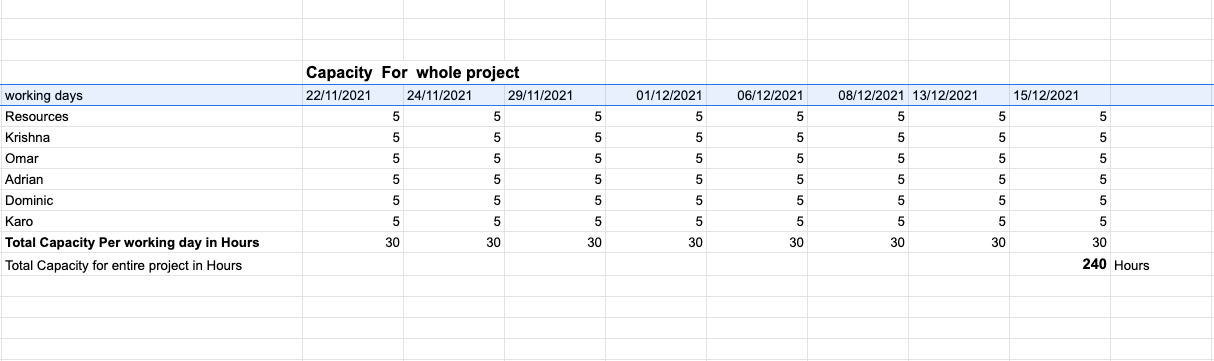 Capacity For whole project
working days 22/11/2021 24/11/2021 29/11/2021 01/12/2021 06/12/2021 08/12/2021 13/12/2021 15/12/2021
Resources 5 5 5 5 5 5 5 5
Krishna 5 5 5 5 5 5 5 5
Omar 5 5 5 5 5 5 5 5
Adrian 5 5 5 5 5 5 5 5
Dominic 5 5 5 5 5 5 5 5
Karo 5 5 5 5 5 5 5 5
Total Capacity Per working day in Hours 30 30 30 30 30 30 30 30
Total Capacity for entire project in Hours 240 Hours